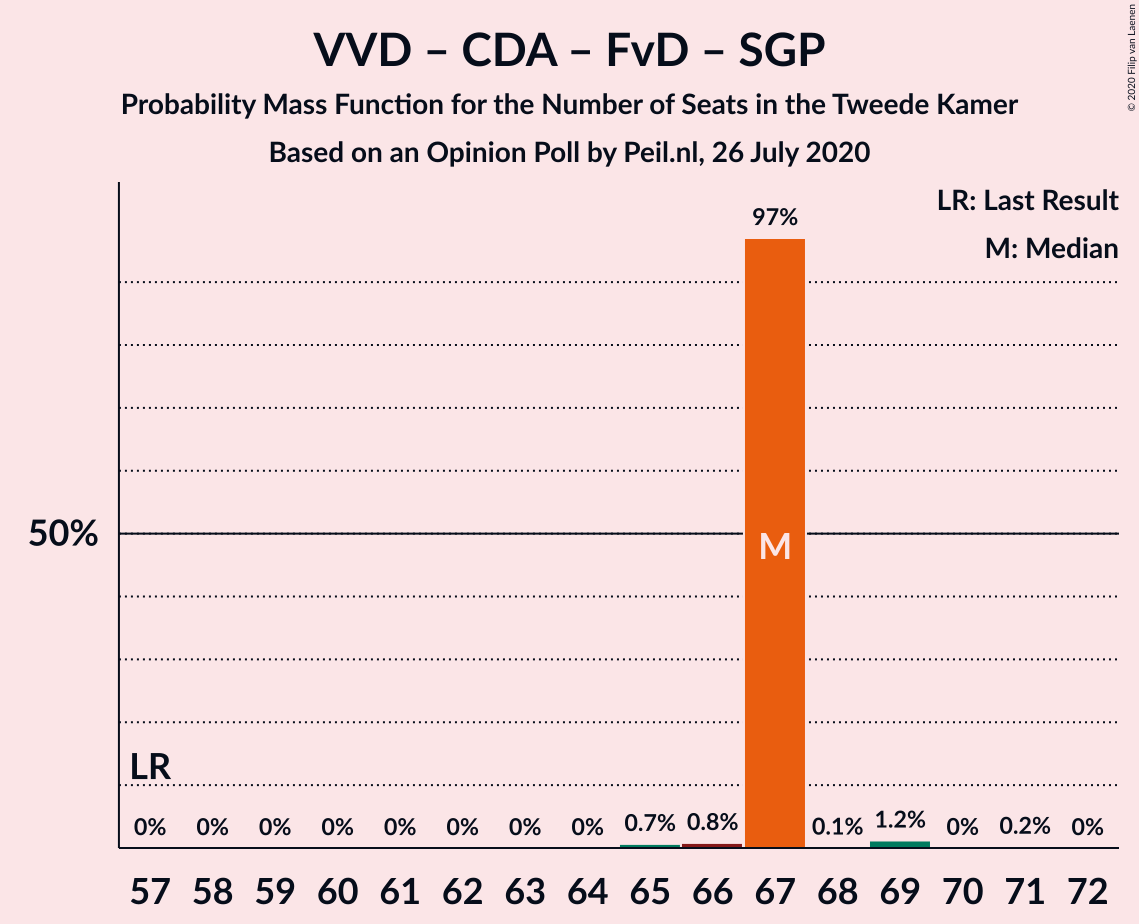 VVD – CDA – FvD – SGP
Probability Mass Function for the Number of Seats in the Tweede Kamer
Based on an Opinion Poll by Peil.nl, 26 July 2020
© 2020 Filip van Laenen
LR: Last Result
M: Median
97%
50%
M
LR
0% 0% 0% 0% 0% 0% 0% 0% 0.7% 0.8% 0.1% 1.2% 0% 0.2% 0%
57 58 59 60 61 62 63 64 65 66 67 68 69 70 71 72